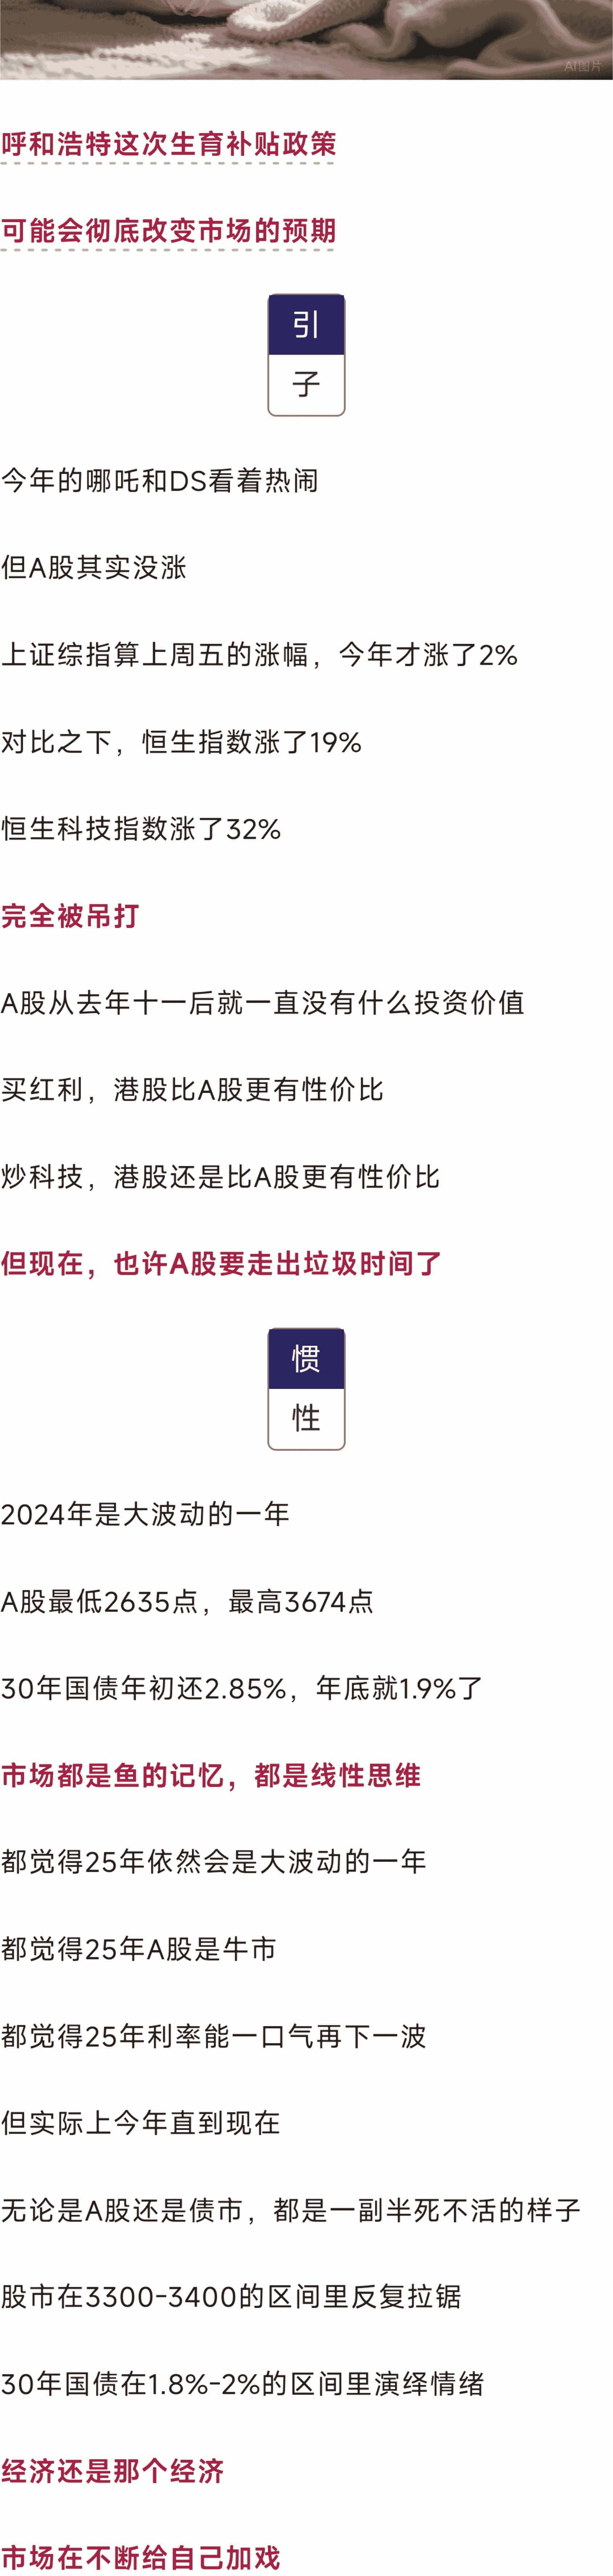 AI图片
呼和浩特这次生育补贴政策
可能会彻底改变市场的预期
引
子
今年的哪吒和DS看着热闹
但A股其实没涨
上证综指算上周五的涨幅，今年才涨了2%
对比之下，恒生指数涨了19%
恒生科技指数涨了32%
完全被吊打
A股从去年十一后就一直没有什么投资价值
买红利，港股比A股更有性价比
炒科技，港股还是比A股更有性价比
但现在，也许A股要走出垃圾时间了
惯
性
2024年是大波动的一年
A股最低2635点，最高3674点
30年国债年初还2.85%，年底就1.9%了
市场都是鱼的记忆，都是线性思维
都觉得25年依然会是大波动的一年
都觉得25年A股是牛市
都觉得25年利率能一口气再下一波
但实际上今年直到现在
无论是A股还是债市，都是一副半死不活的样子
股市在3300-3400的区间里反复拉锯
30年国债在1.8%-2%的区间里演绎情绪
经济还是那个经济
市场在不断给自己加戏